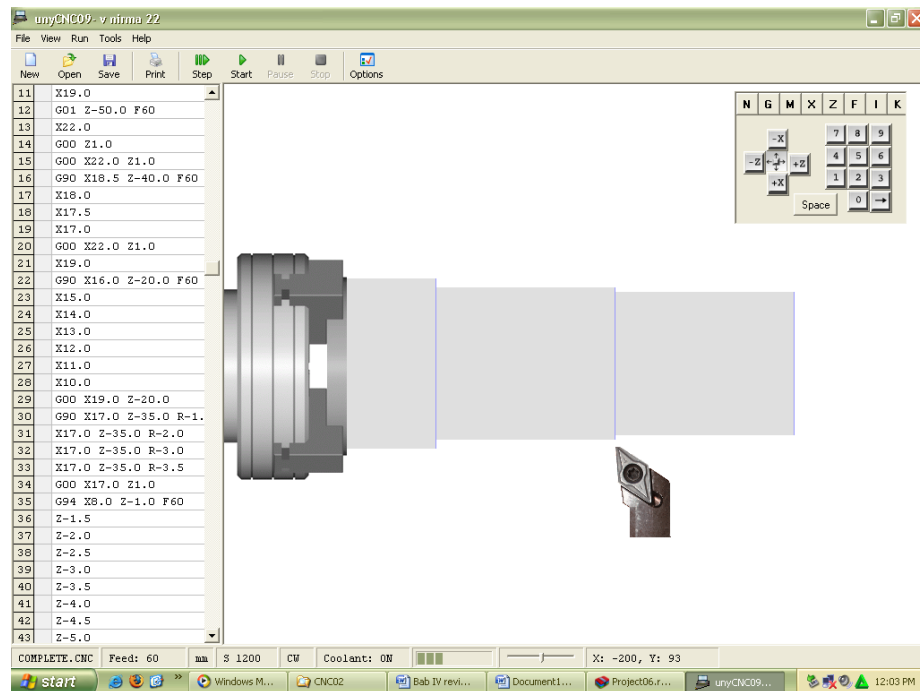 unyCNC09- v nirma 22
File View Run Tools Help
New Open Save Print Step Start Pause Stop Options
11 X19.0
12 G01 Z-50.0 F60
13 X22.0
14 G00 Z1.0
15 G00 X22.0 Z1.0
16 G90 X18.5 Z-40.0 F60
17 X18.0
18 X17.5
19 X17.0
20 G00 X22.0 Z1.0
21 X19.0
22 G90 X16.0 Z-20.0 F60
23 X15.0
24 X14.0
25 X13.0
26 X12.0
27 X11.0
28 X10.0
29 G00 X19.0 Z-20.0
30 G90 X17.0 Z-35.0 R-1.
31 X17.0 Z-35.0 R-2.0
32 X17.0 Z-35.0 R-3.0
33 X17.0 Z-35.0 R-3.5
34 G00 X17.0 Z1.0
35 G94 X8.0 Z-1.0 F60
36 Z-1.5
37 Z-2.0
38 Z-2.5
39 Z-3.0
40 Z-3.5
41 Z-4.0
42 Z-4.5
43 Z-5.0
N G M X Z F I K
-X 7 8 9
-Z +Z 4 5 6
+X 1 2 3
Space 0 →
COMPLETE.CNC Feed: 60 mm S 1200 CW Coolant: ON X: -200, Y: 93
start » Windows M... CNC02 Bab IV revi... Document1... Project06.r... unyCNC09... 12:03 PM